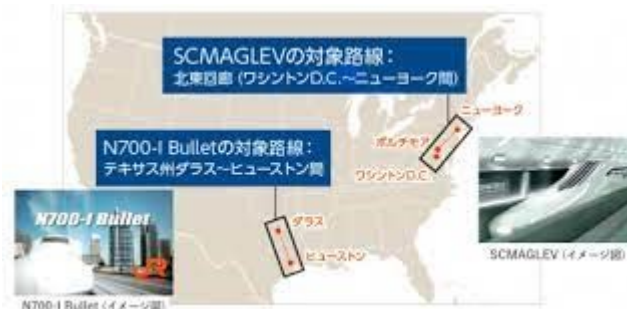 SCMAGLEVの対象路線：
北東回廊（ワシントンD.C.～ニューヨーク間）
ニューヨーク
ボルチモア
ワシントンD.C.
N700-I Bulletの対象路線：
テキサス州ダラス～ヒューストン間
ダラス
ヒューストン
N700-I Bullet
SCMAGLEV（イメージ図）
N700-I Bullet（イメージ図）